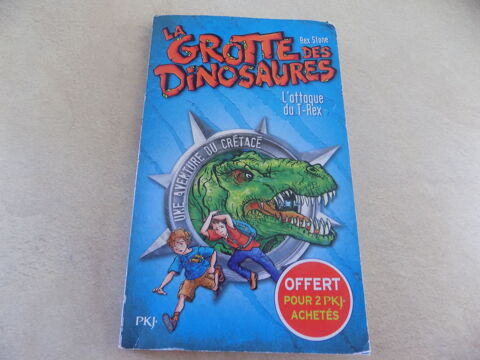 LA
GROTTE DES
DINOSAURES
Rex Stone
L'attaque
du T-Rex
UNE AVENTURE DU CRÉTACÉ
OFFERT
POUR 2 PKJ.
ACHETÉS
PKJ.